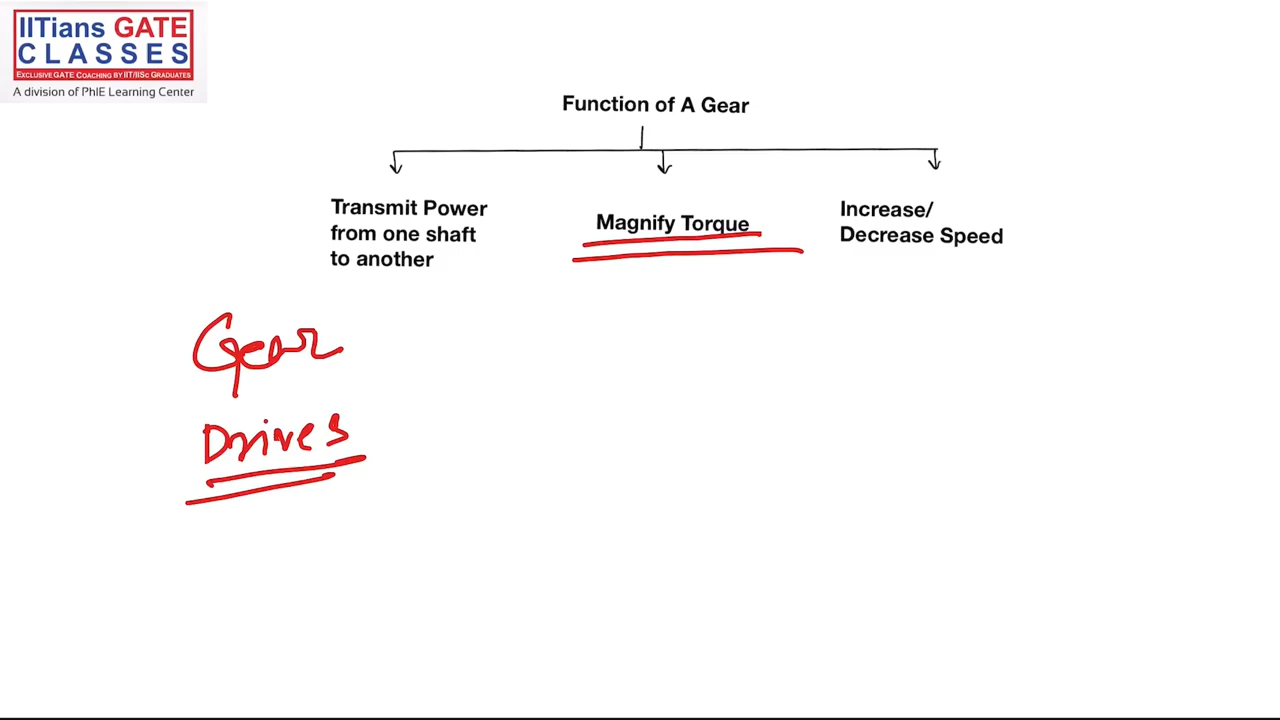 IITians GATE
CLASSES
EXCLUSIVE GATE COACHING BY IIT/IISc GRADUATES
A division of PhIE Learning Center
Function of A Gear
Transmit Power
from one shaft
to another
Magnify Torque
Increase/
Decrease Speed
Gear
Drives